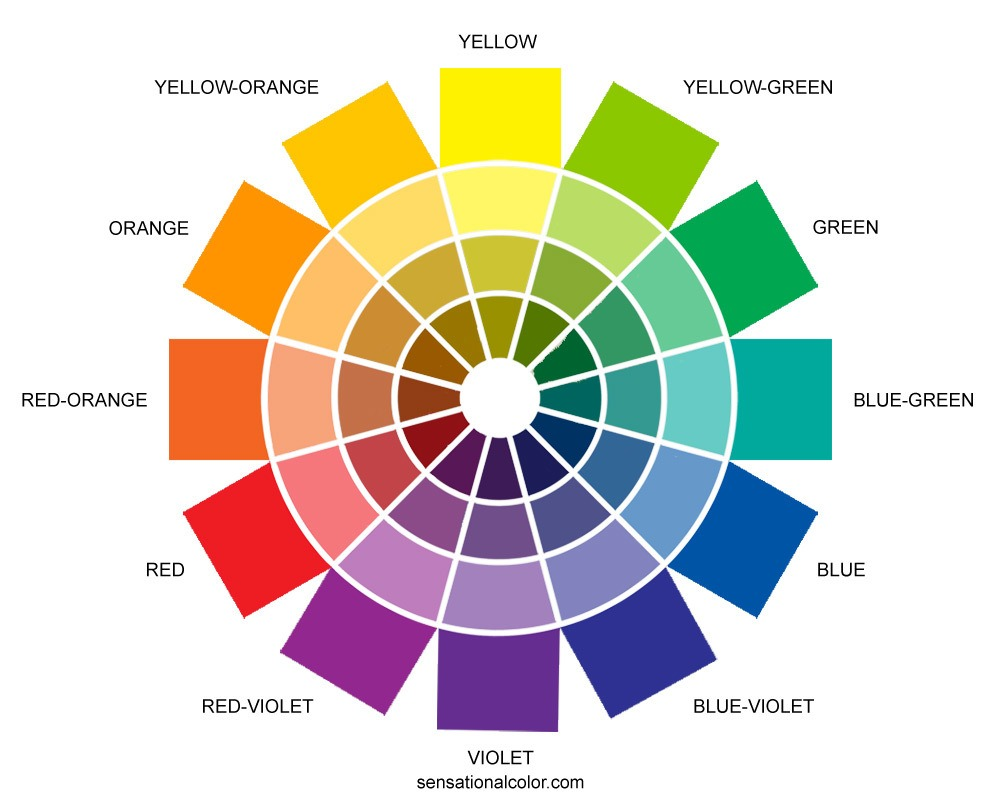 YELLOW
YELLOW-ORANGE
YELLOW-GREEN
ORANGE
GREEN
RED-ORANGE
BLUE-GREEN
RED
BLUE
RED-VIOLET
BLUE-VIOLET
VIOLET
sensationalcolor.com